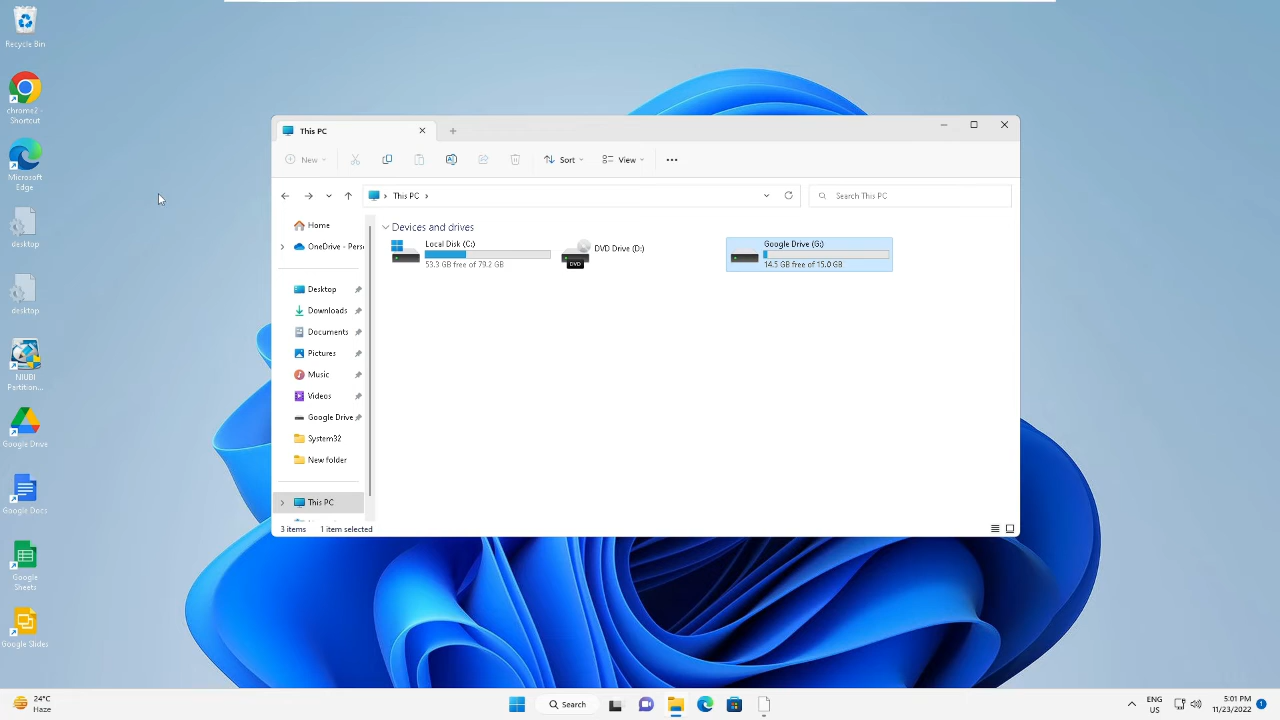 Recycle Bin
chrome2 -
Shortcut
Microsoft
Edge
desktop
desktop
NIUBI
Partition...
Google Drive
Google Docs
Google
Sheets
Google Slides
This PC
New
Sort
View
This PC
Search This PC
Home
OneDrive - Pers
Desktop
Downloads
Documents
Pictures
Music
Videos
Google Drive
System32
New folder
This PC
Devices and drives
Local Disk (C:)
53.3 GB free of 79.2 GB
DVD Drive (D:)
DVD
Google Drive (G:)
14.5 GB free of 15.0 GB
3 items
1 item selected
24°C
Haze
Search
ENG
US
5:01 PM
11/23/2022
1